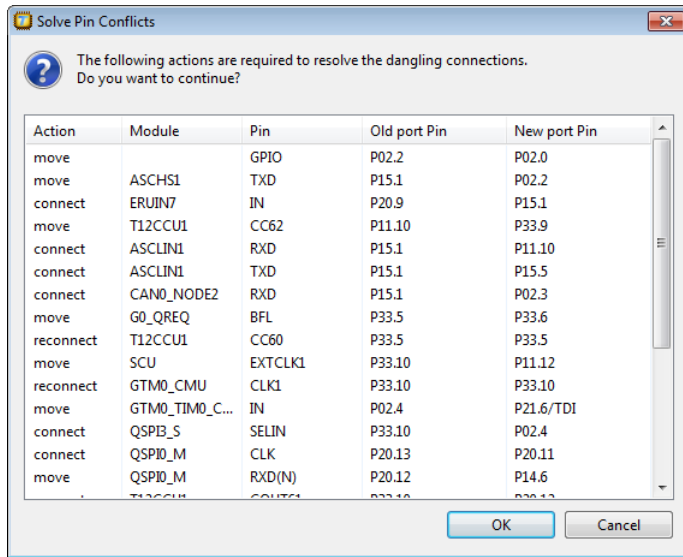 Solve Pin Conflicts
The following actions are required to resolve the dangling connections.
Do you want to continue?
Action Module Pin Old port Pin New port Pin
move GPIO P02.2 P02.0
move ASCHS1 TXD P15.1 P02.2
connect ERUIN7 IN P20.9 P15.1
move T12CCU1 CC62 P11.10 P33.9
connect ASCLIN1 RXD P15.1 P11.10
connect ASCLIN1 TXD P15.1 P15.5
connect CAN0_NODE2 RXD P15.1 P02.3
move G0_QREQ BFL P33.5 P33.6
reconnect T12CCU1 CC60 P33.5 P33.5
move SCU EXTCLK1 P33.10 P11.12
reconnect GTM0_CMU CLK1 P33.10 P33.10
move GTM0_TIM0_C... IN P02.4 P21.6/TDI
connect QSPI3_S SELIN P33.10 P02.4
connect QSPI0_M CLK P20.13 P20.11
move QSPI0_M RXD(N) P20.12 P14.6
OK Cancel